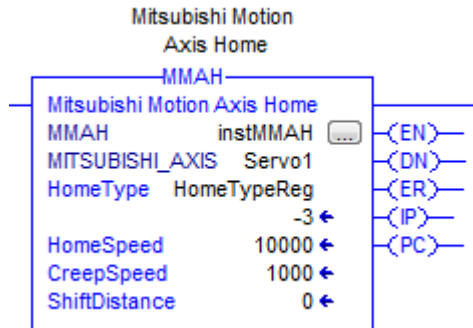 Mitsubishi Motion
Axis Home
MMAH
Mitsubishi Motion Axis Home
MMAH instMMAH ...
(EN)
MITSUBISHI_AXIS Servo1
(DN)
HomeType HomeTypeReg
(ER)
-3
(IP)
HomeSpeed 10000
(PC)
CreepSpeed 1000
ShiftDistance 0